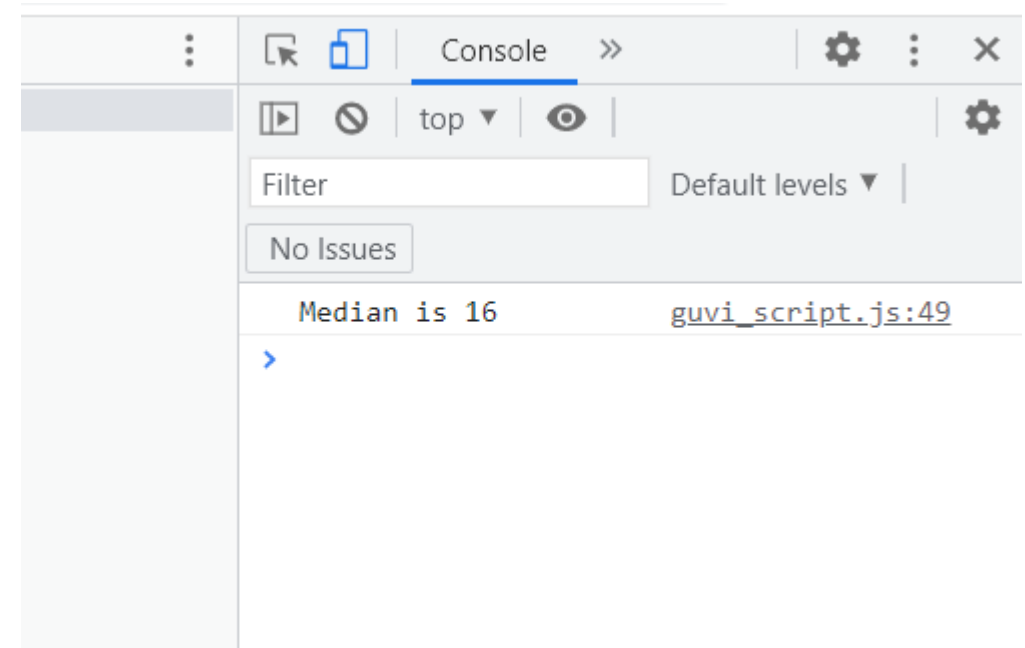 Console
top
Filter Default levels
No Issues
Median is 16 guvi_script.js:49